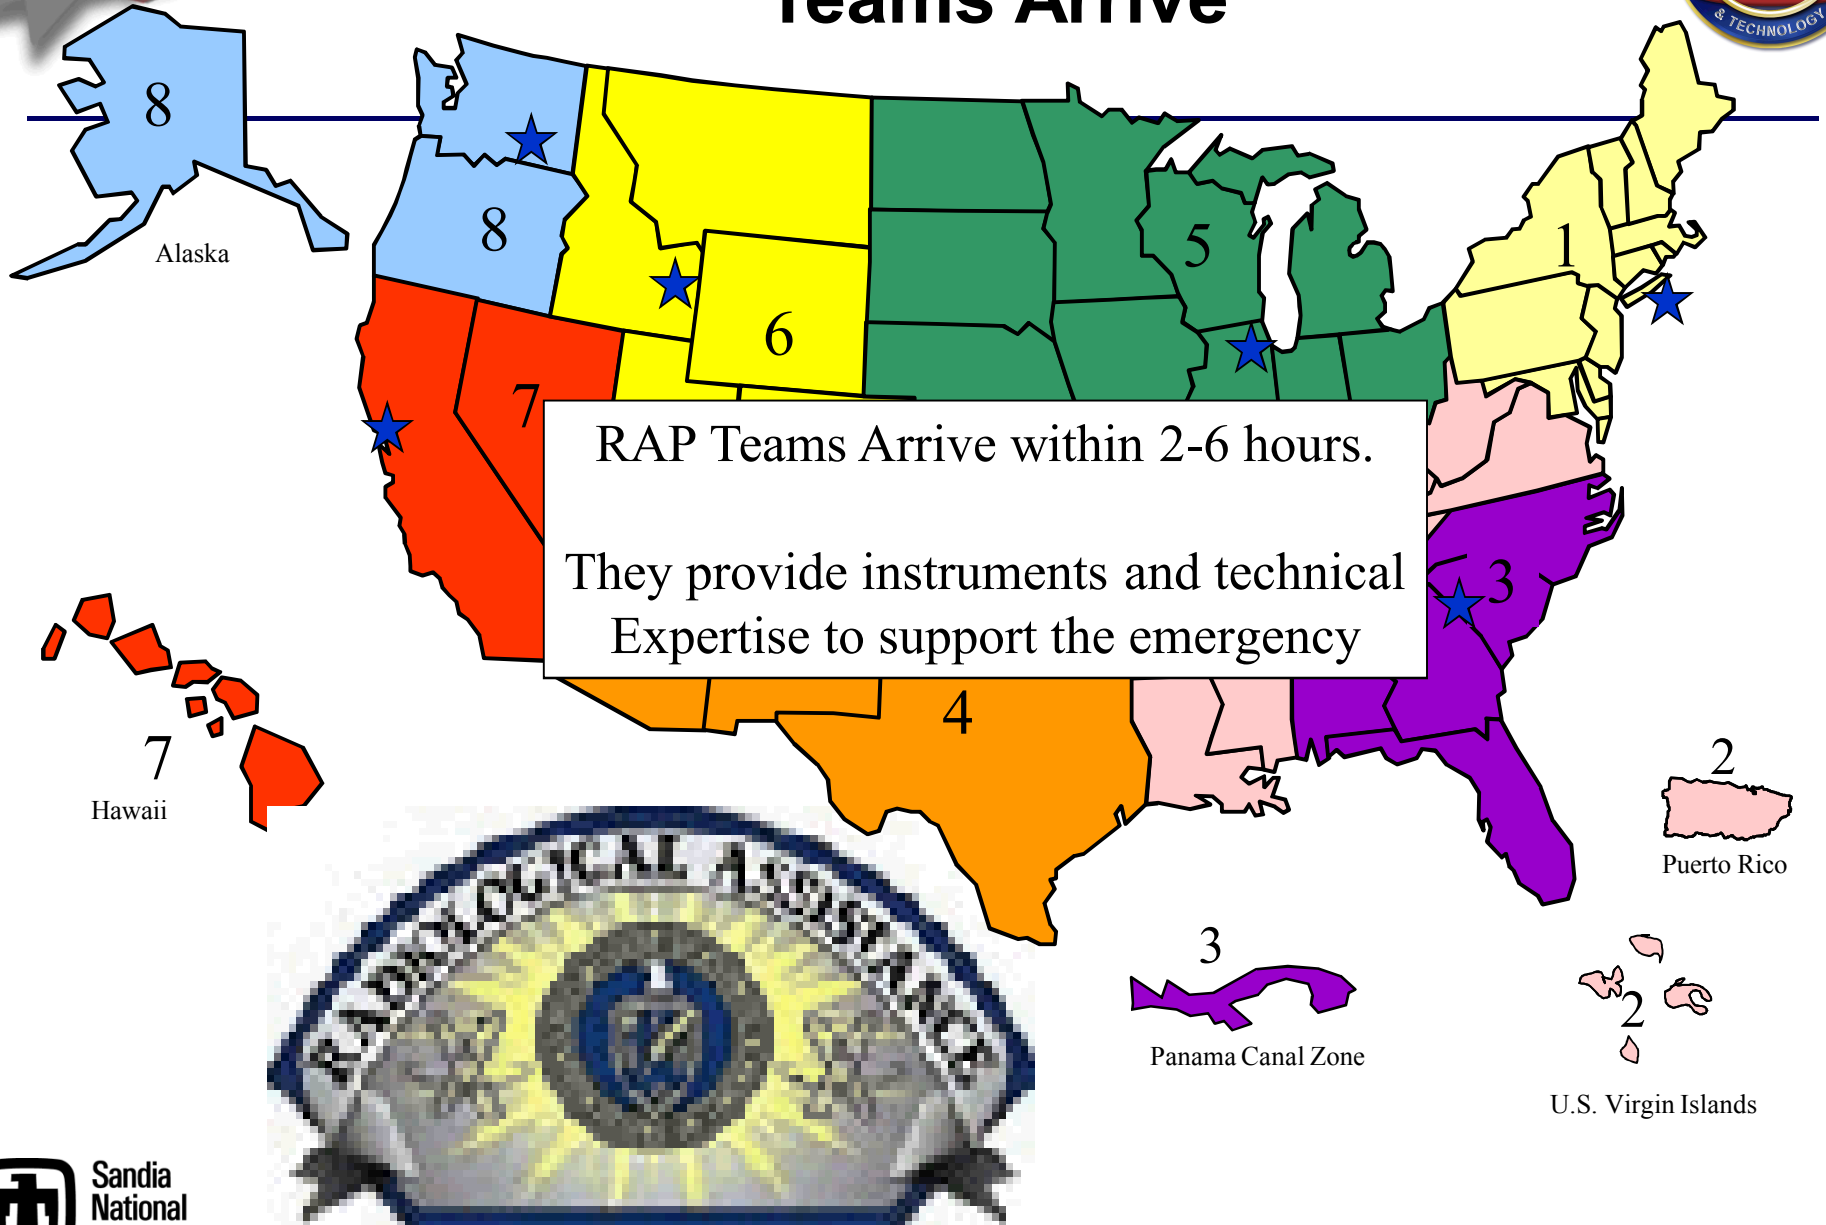 Teams Arrive
& TECHNOLOGY
8
Alaska
8
5
1
6
7
RAP Teams Arrive within 2-6 hours.
They provide instruments and technical
Expertise to support the emergency
3
4
7
Hawaii
2
Puerto Rico
RADIOLOGICAL ASSISTANCE
3
Panama Canal Zone
2
U.S. Virgin Islands
Sandia
National